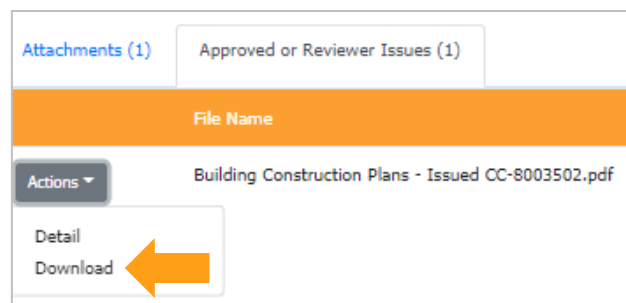 Attachments (1) Approved or Reviewer Issues (1)
File Name
Actions Building Construction Plans - Issued CC-8003502.pdf
Detail
Download